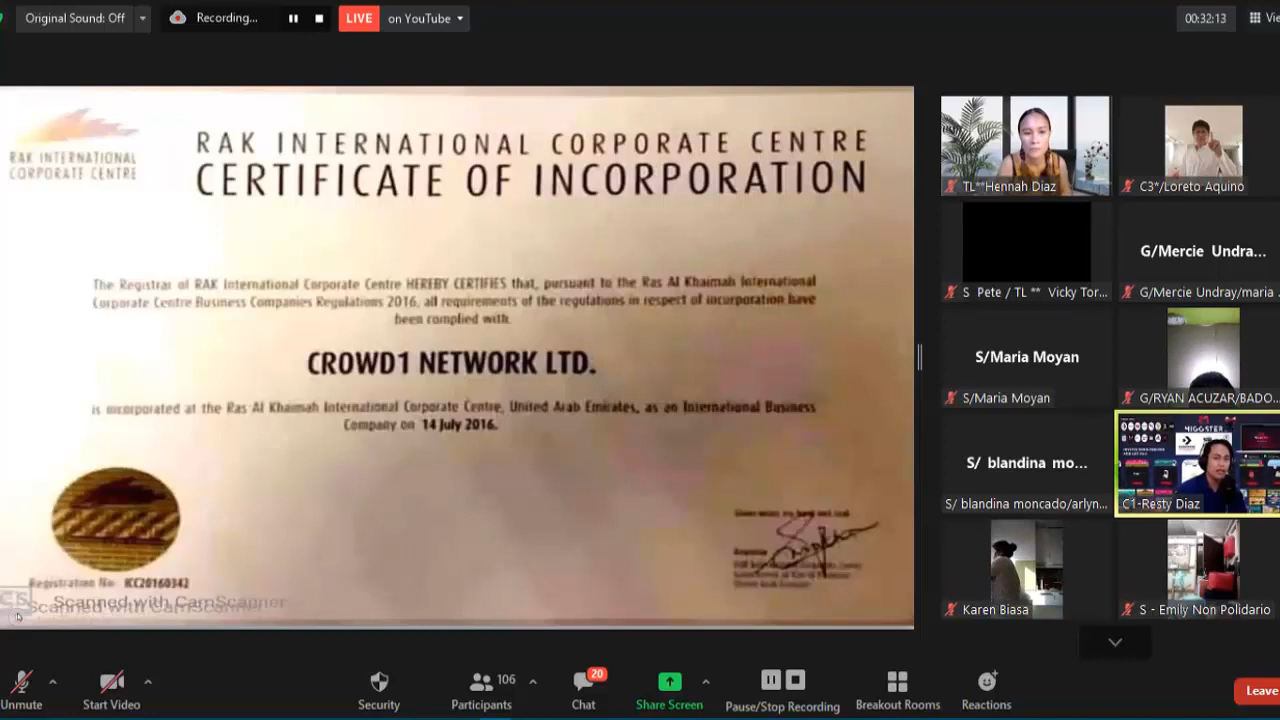 Original Sound: Off
Recording...
LIVE
on YouTube
00:32:13
RAK INTERNATIONAL
CORPORATE CENTRE
RAK INTERNATIONAL CORPORATE CENTRE
CERTIFICATE OF INCORPORATION
The Registrar of RAK International Corporate Centre HEREBY CERTIFIES that, pursuant to the Ras Al Khaimah International
Corporate Centre Business Companies Regulations 2016, all requirements of the regulations in respect of incorporation have
been complied with.
CROWD1 NETWORK LTD.
is incorporated at the Ras Al Khaimah International Corporate Centre, United Arab Emirates, as an International Business
Company on 14 July 2016.
Registration No KC20160342
CS Scanned with CamScanner
TL**Hennah Diaz
C3*/Loreto Aquino
S Pete / TL ** Vicky Tor...
G/Mercie Undra...
G/Mercie Undray/maria
S/Maria Moyan
S/Maria Moyan
G/RYAN ACUZAR/BADO...
S/ blandina mo...
S/ blandina moncado/arlyn...
HIGGSTER
C1-Resty Diaz
Karen Biasa
S - Emily Non Polidario
Unmute
Start Video
Security
106
Participants
20
Chat
Share Screen
Pause/Stop Recording
Breakout Rooms
Reactions
Leave